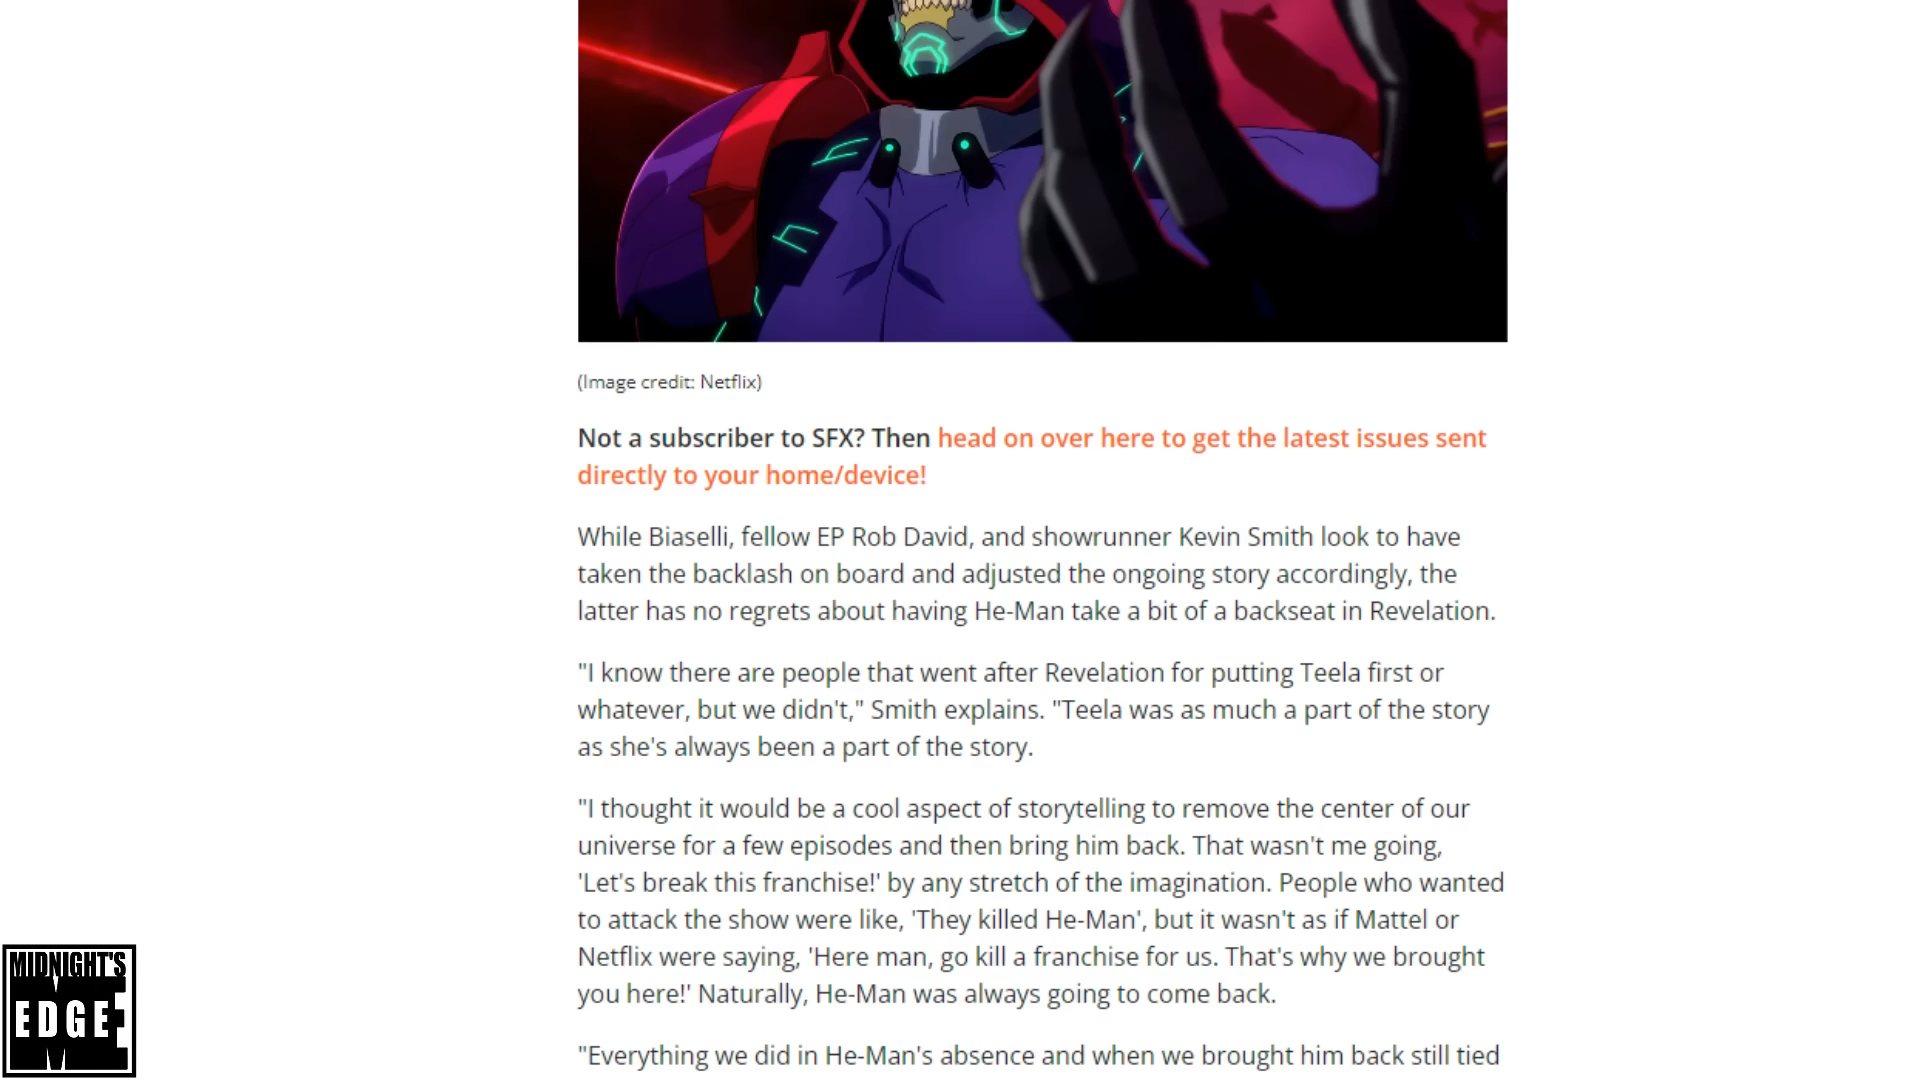 (Image credit: Netflix)
Not a subscriber to SFX? Then head on over here to get the latest issues sent
directly to your home/device!
While Biaselli, fellow EP Rob David, and showrunner Kevin Smith look to have
taken the backlash on board and adjusted the ongoing story accordingly, the
latter has no regrets about having He-Man take a bit of a backseat in Revelation.
"I know there are people that went after Revelation for putting Teela first or
whatever, but we didn't," Smith explains. "Teela was as much a part of the story
as she's always been a part of the story.
"I thought it would be a cool aspect of storytelling to remove the center of our
universe for a few episodes and then bring him back. That wasn't me going,
'Let's break this franchise!' by any stretch of the imagination. People who wanted
to attack the show were like, 'They killed He-Man', but it wasn't as if Mattel or
Netflix were saying, 'Here man, go kill a franchise for us. That's why we brought
you here!' Naturally, He-Man was always going to come back.
"Everything we did in He-Man's absence and when we brought him back still tied
MIDNIGHT'S
EDGE